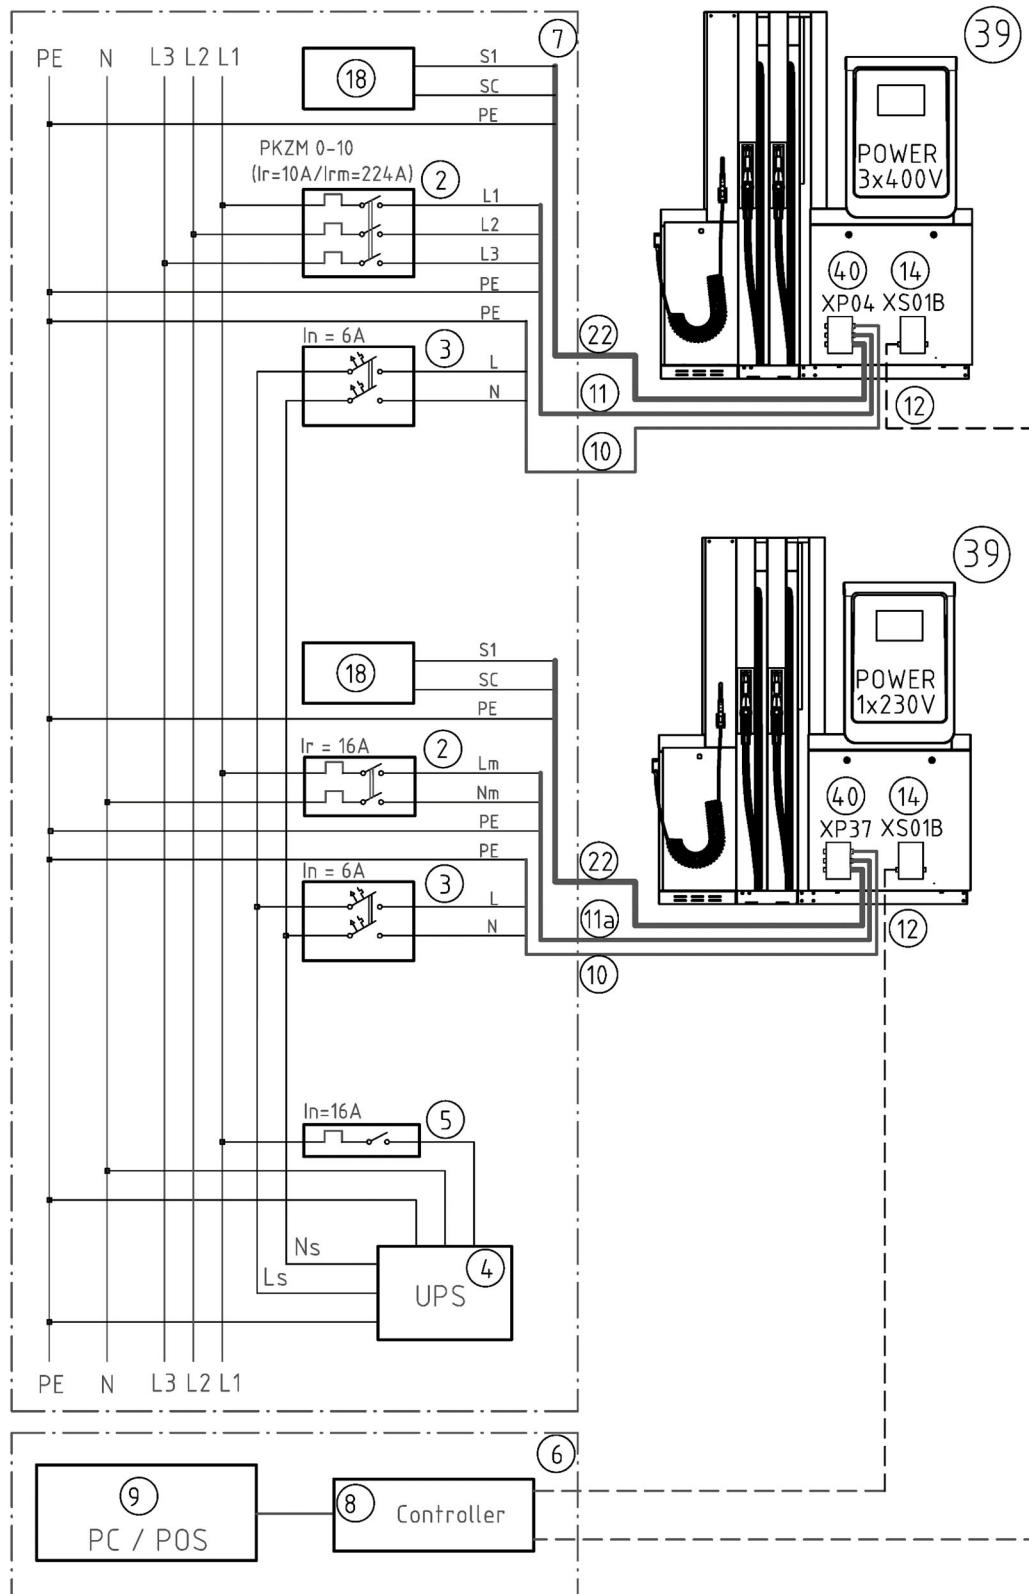 7
39
PE N L3 L2 L1
18
S1
SC
PE
PKZM 0-10
(Ir=10A/Irm=224A)
2
L1
L2
L3
PE
PE
POWER
3x400V
40
14
XP04
XS01B
In = 6A
3
L
N
22
11
12
10
39
18
S1
SC
PE
POWER
1x230V
Ir = 16A
2
Lm
Nm
PE
PE
40
14
XP37
XS01B
In = 6A
3
L
N
22
11a
12
10
In=16A
5
Ns
Ls
4
UPS
PE N L3 L2 L1
6
9
PC / POS
8
Controller